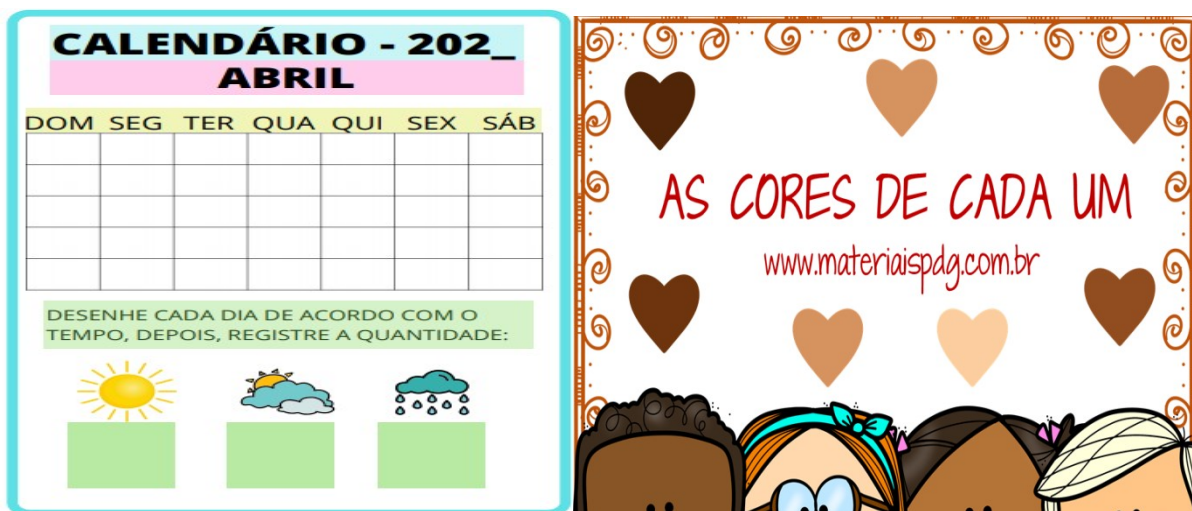 CALENDÁRIO - 202_
ABRIL
DOM SEG TER QUA QUI SEX SÁB
DESENHE CADA DIA DE ACORDO COM O
TEMPO, DEPOIS, REGISTRE A QUANTIDADE:
AS CORES DE CADA UM
www.materiaispdg.com.br